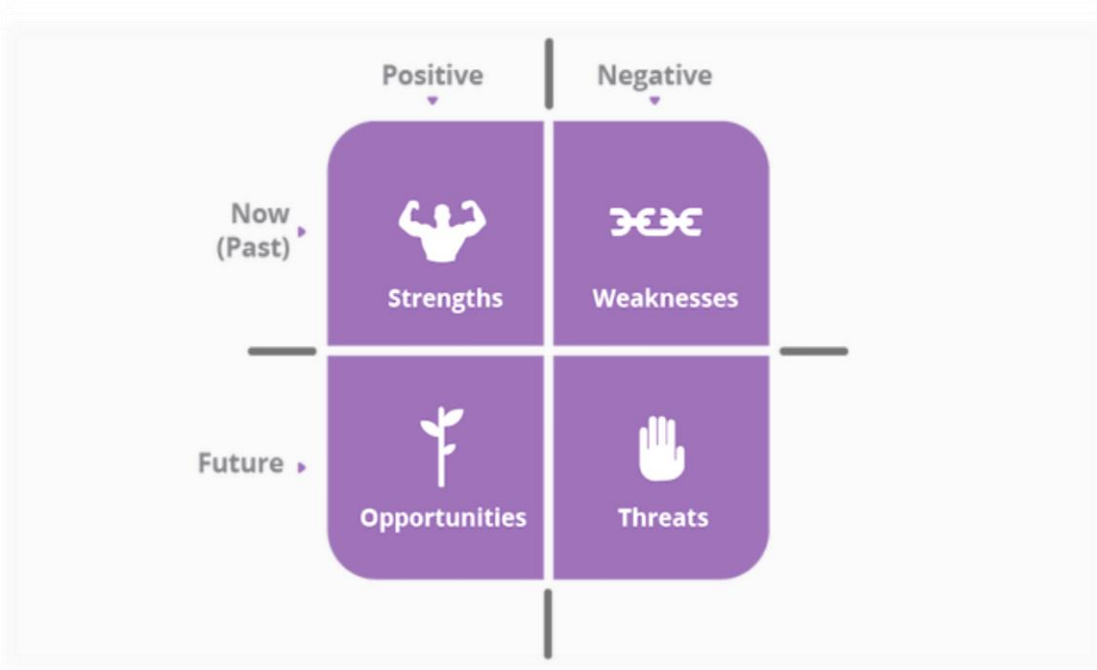 Positive
Negative
Now
(Past)
Strengths
Weaknesses
Future
Opportunities
Threats